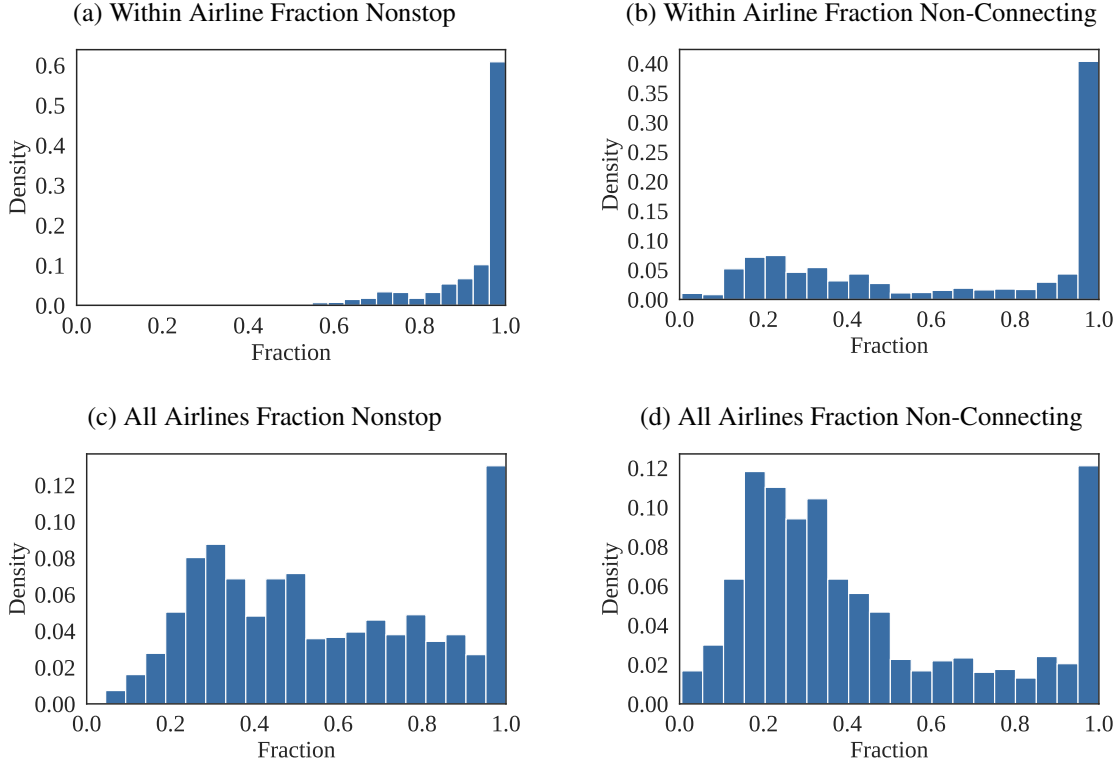 (a) Within Airline Fraction Nonstop
0.6
0.5
0.4
0.3
0.2
0.1
0.0
Density
0.0 0.2 0.4 0.6 0.8 1.0
Fraction
(b) Within Airline Fraction Non-Connecting
0.40
0.35
0.30
0.25
0.20
0.15
0.10
0.05
0.00
Density
0.0 0.2 0.4 0.6 0.8 1.0
Fraction
(c) All Airlines Fraction Nonstop
0.12
0.10
0.08
0.06
0.04
0.02
0.00
Density
0.0 0.2 0.4 0.6 0.8 1.0
Fraction
(d) All Airlines Fraction Non-Connecting
0.12
0.10
0.08
0.06
0.04
0.02
0.00
Density
0.0 0.2 0.4 0.6 0.8 1.0
Fraction